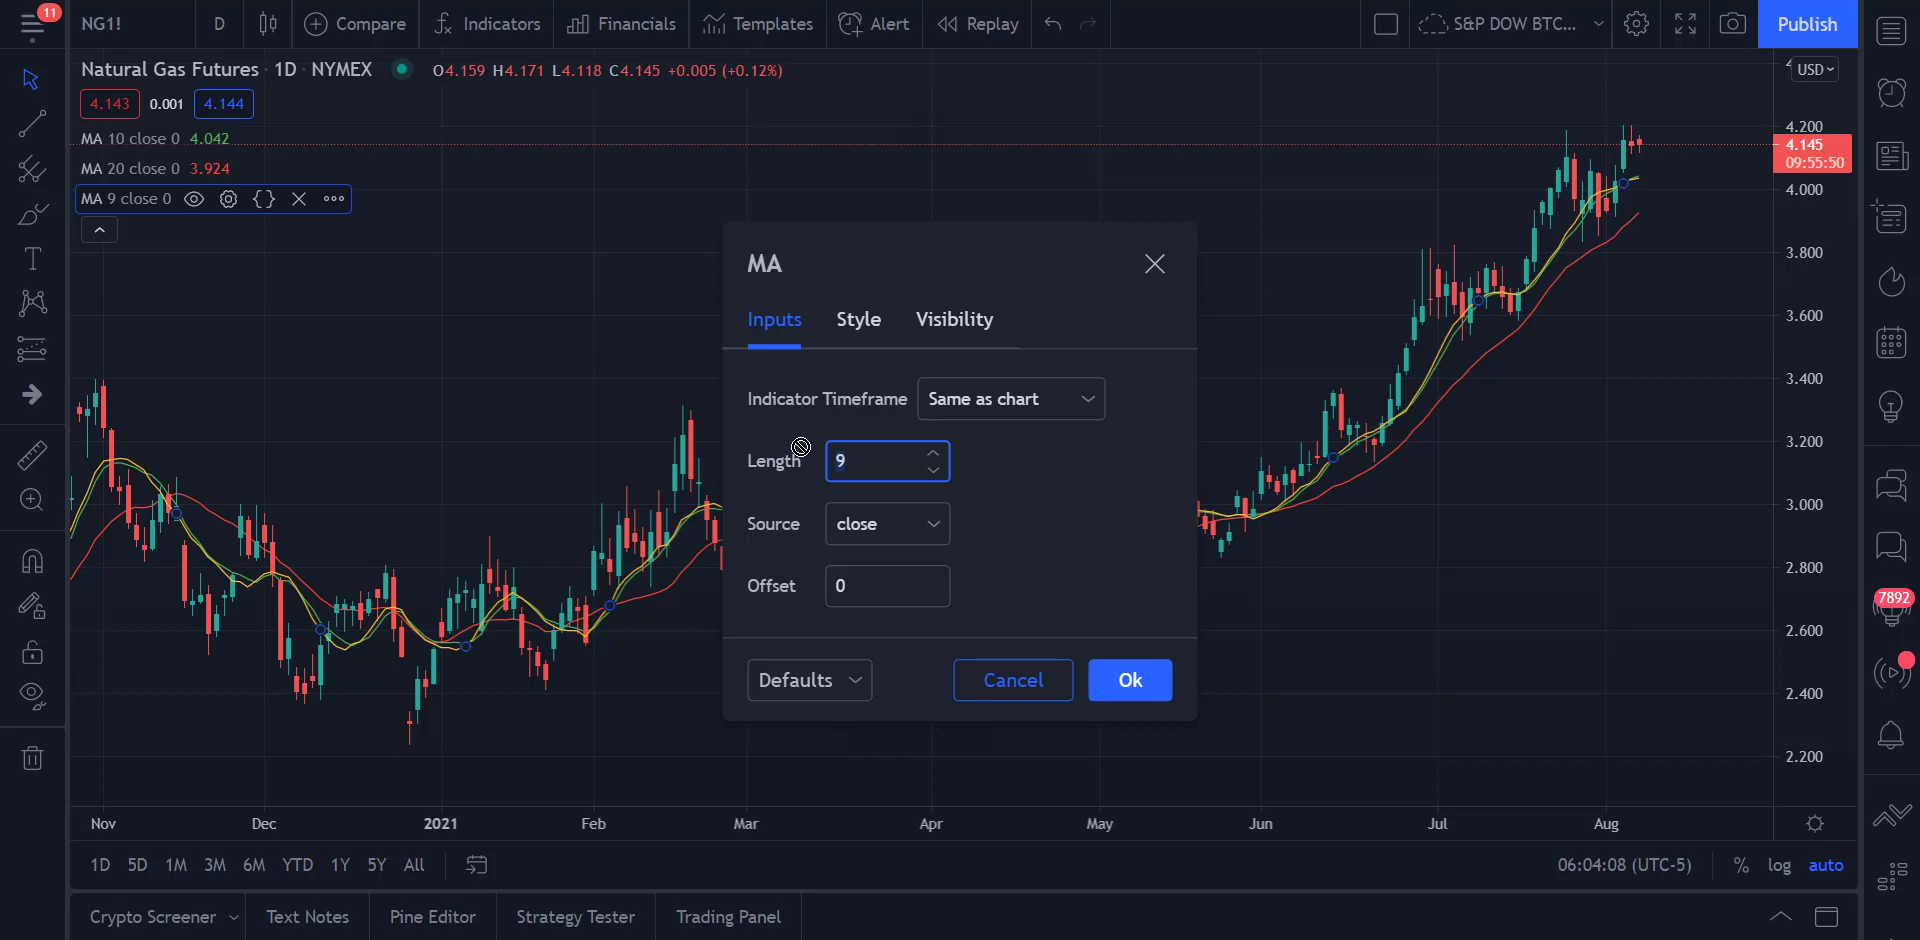 11
NG1!
D
Compare
Indicators
Financials
Templates
Alert
Replay
S&P DOW BTC...
Publish
Natural Gas Futures · 1D · NYMEX
O4.159 H4.171 L4.118 C4.145 +0.005 (+0.12%)
USD
4.143 0.001 4.144
MA 10 close 0 4.042
MA 20 close 0 3.924
MA 9 close 0
4.200
4.145
09:55:50
4.000
3.800
3.600
3.400
3.200
3.000
2.800
2.600
2.400
2.200
MA
Inputs Style Visibility
Indicator Timeframe Same as chart
Length 9
Source close
Offset 0
Defaults Cancel Ok
7892
Nov Dec 2021 Feb Mar Apr May Jun Jul Aug
1D 5D 1M 3M 6M YTD 1Y 5Y All
06:04:08 (UTC-5) % log auto
Crypto Screener Text Notes Pine Editor Strategy Tester Trading Panel